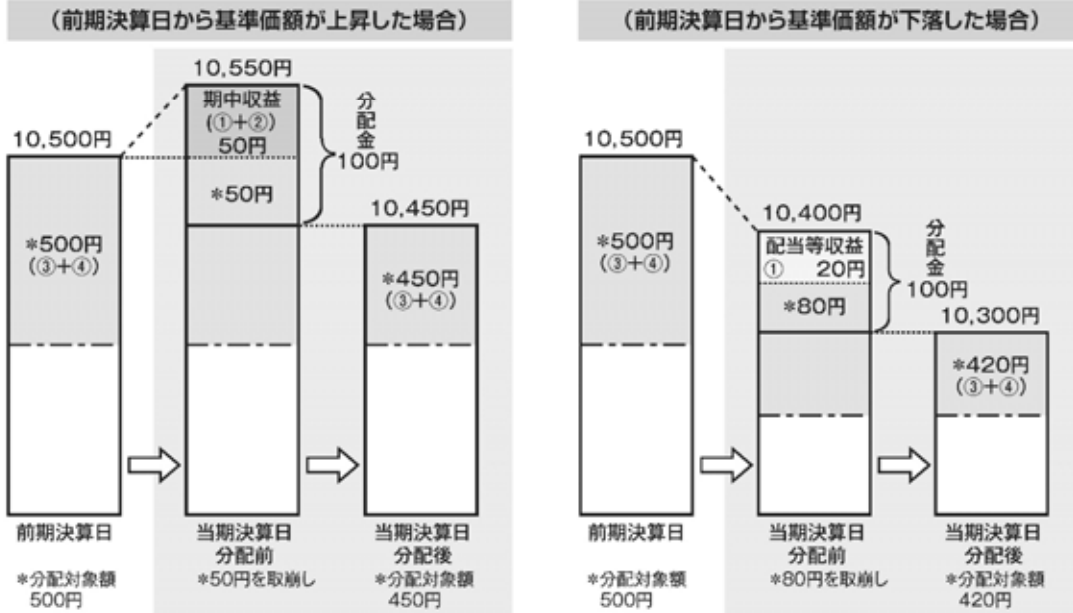 (前期決算日から基準価額が上昇した場合)
10,550円
期中収益
(①+②)
50円
*50円
分配金
100円
10,500円
*500円
(③+④)
10,450円
*450円
(③+④)
前期決算日
当期決算日
分配前
当期決算日
分配後
*分配対象額
500円
*50円を取崩し
*分配対象額
450円
(前期決算日から基準価額が下落した場合)
10,500円
*500円
(③+④)
10,400円
配当等収益
① 20円
*80円
分配金
100円
10,300円
*420円
(③+④)
前期決算日
当期決算日
分配前
当期決算日
分配後
*分配対象額
500円
*80円を取崩し
*分配対象額
420円